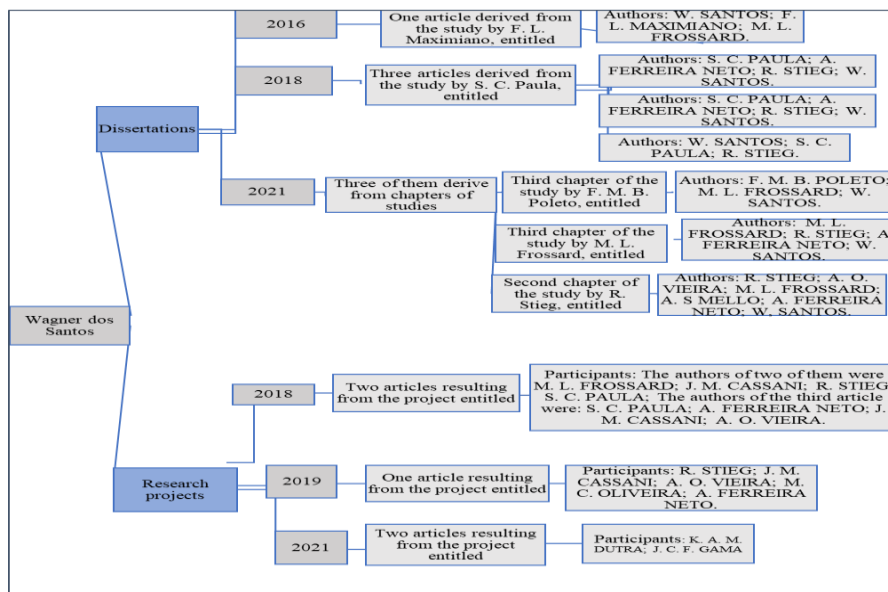 2016
One article derived from
the study by F. L.
Maximiano, entitled
Authors: W. SANTOS; F.
L. MAXIMIANO; M. L.
FROSSARD.
2018
Three articles derived from
the study by S. C. Paula,
entitled
Authors: S. C. PAULA; A.
FERREIRA NETO; R. STIEG; W.
SANTOS.
Authors: S. C. PAULA; A.
FERREIRA NETO; R. STIEG; W.
SANTOS.
Authors: W. SANTOS; S. C.
PAULA; R. STIEG.
Dissertations
2021
Three of them derive
from chapters of
studies
Third chapter of the
study by F. M. B.
Poleto, entitled
Authors: F. M. B. POLETO;
M. L. FROSSARD; W.
SANTOS.
Third chapter of the
study by M. L.
Frossard, entitled
Authors: M. L.
FROSSARD; R. STIEG; A.
FERREIRA NETO; W.
SANTOS.
Second chapter of
the study by R.
Stieg, entitled
Authors: R. STIEG; A. O.
VIEIRA; M. L. FROSSARD;
A. S MELLO; A. FERREIRA
NETO; W, SANTOS.
Wagner dos
Santos
2018
Two articles resulting
from the project entitled
Participants: The authors of two of them were
M. L. FROSSARD; J. M. CASSANI; R. STIEG
S. C. PAULA; The authors of the third article
were: S. C. PAULA; A. FERREIRA NETO; J.
M. CASSANI; A. O. VIEIRA.
Research
projects
2019
One article resulting
from the project entitled
Participants: R. STIEG; J. M.
CASSANI; A. O. VIEIRA; M.
C. OLIVEIRA; A. FERREIRA
NETO.
2021
Two articles resulting
from the project
entitled
Participants: K. A. M.
DUTRA; J. C. F. GAMA